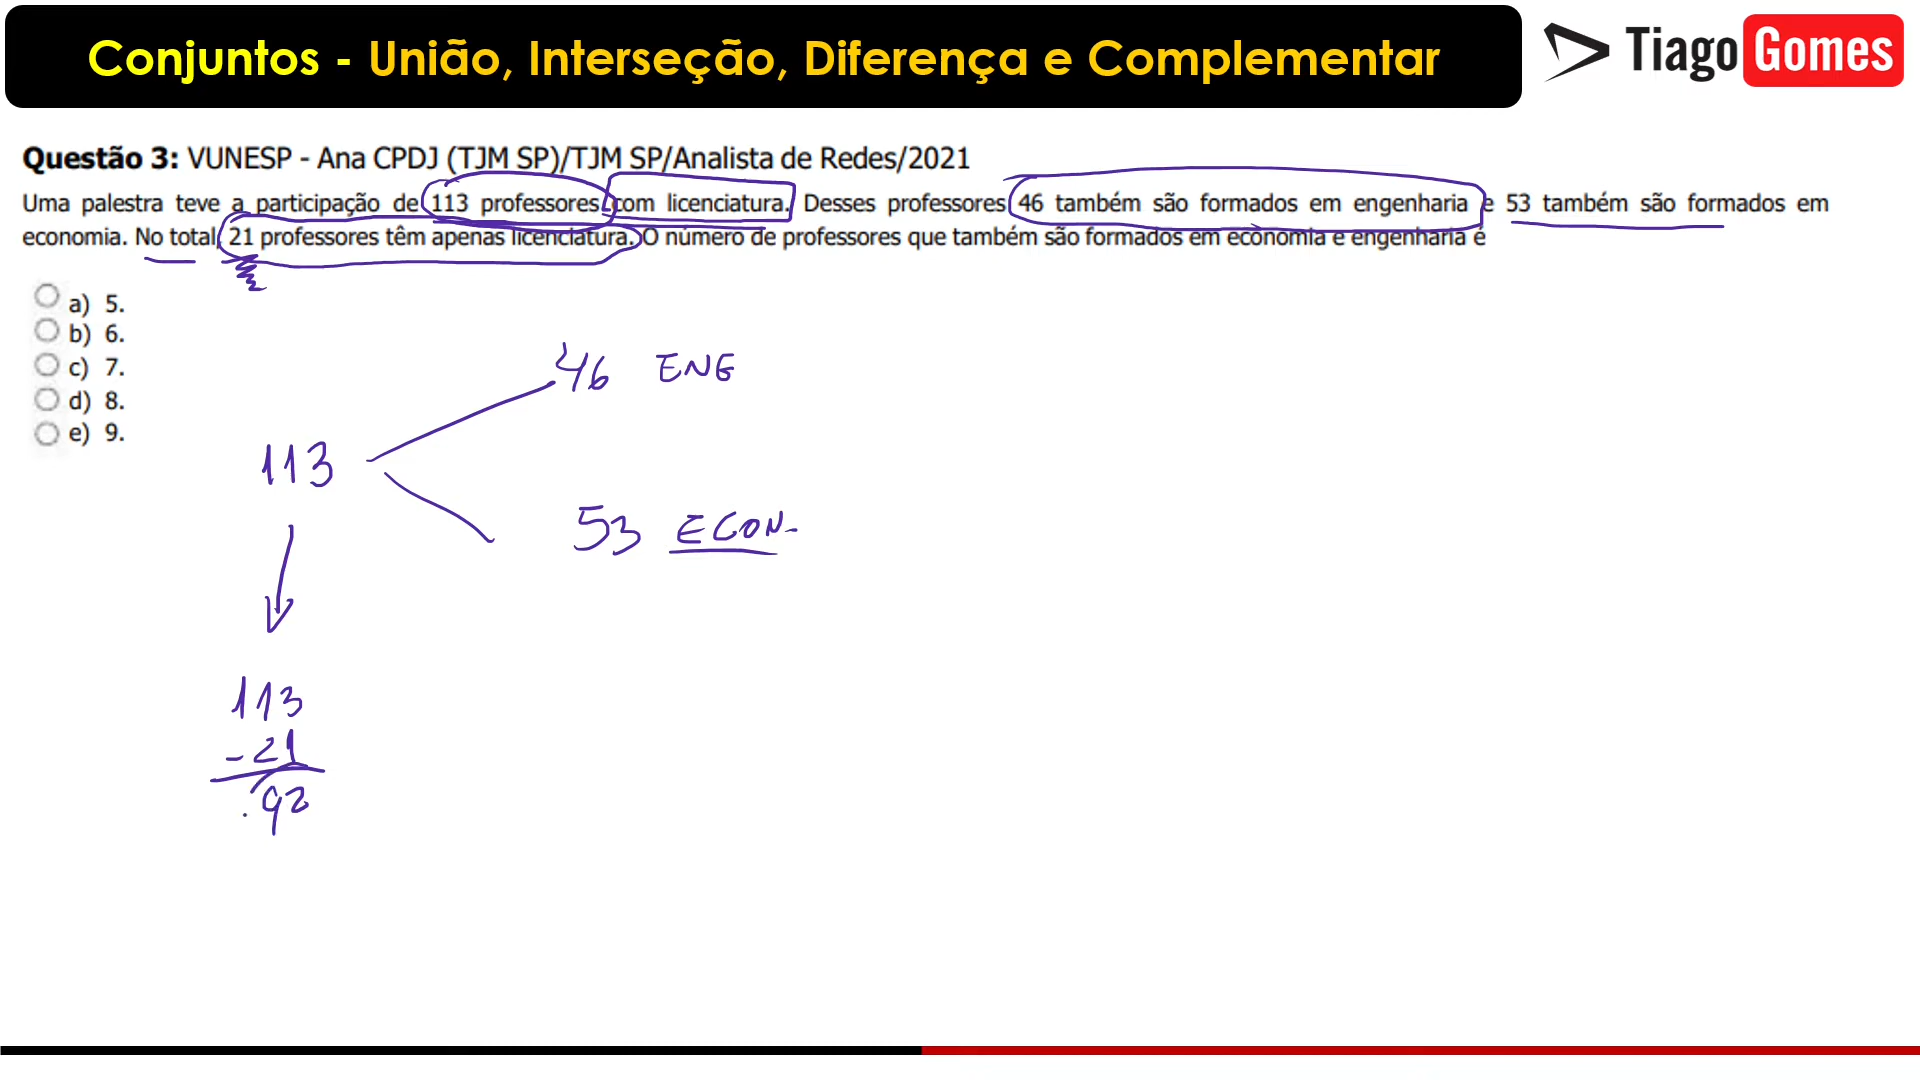 Conjuntos - União, Interseção, Diferença e Complementar
Tiago Gomes
Questão 3: VUNESP - Ana CPDJ (TJM SP)/TJM SP/Analista de Redes/2021
Uma palestra teve a participação de 113 professores com licenciatura. Desses professores 46 também são formados em engenharia e 53 também são formados em
economia. No total, 21 professores têm apenas licenciatura. O número de professores que também são formados em economia e engenharia é
a) 5.
b) 6.
c) 7.
d) 8.
e) 9.
46 ENG
113
53 ECON.
113
-21
92